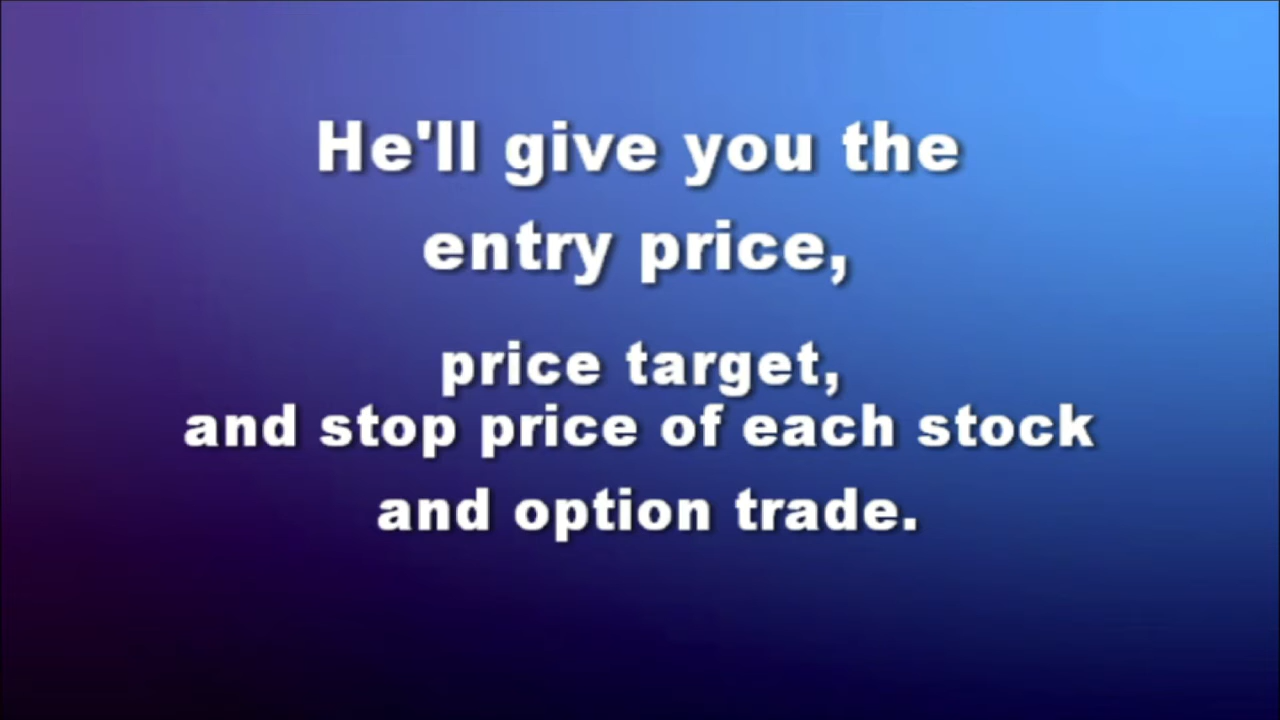 He'll give you the
entry price,
price target,
and stop price of each stock
and option trade.